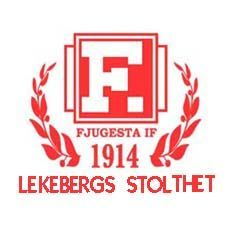 F.
FJUGESTA IF
1914
LEKEBERGS STOLTHET